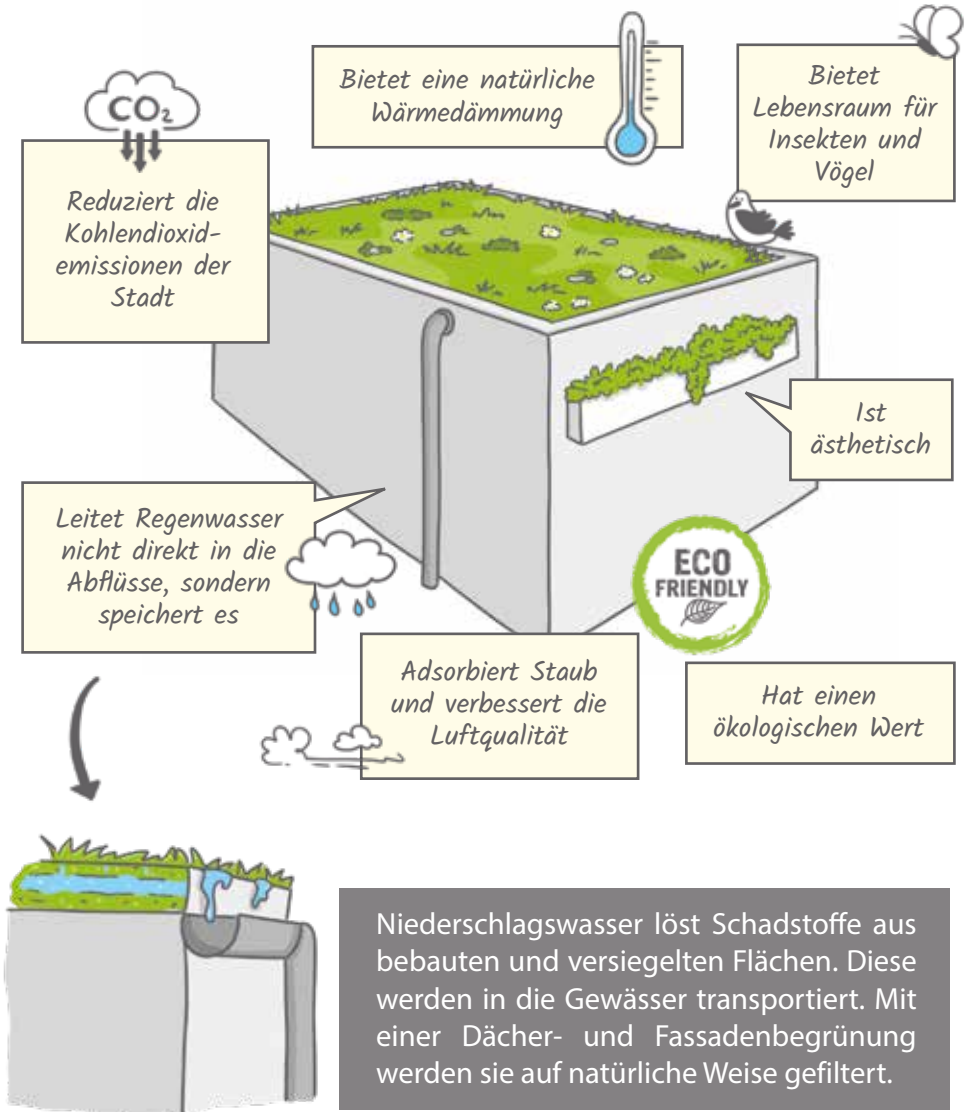 Bietet eine natürliche
Wärmedämmung
Bietet
Lebensraum für
Insekten und
Vögel
CO₂
Reduziert die
Kohlendioxid-
emissionen der
Stadt
Ist
ästhetisch
Leitet Regenwasser
nicht direkt in die
Abflüsse, sondern
speichert es
ECO
FRIENDLY
Adsorbiert Staub
und verbessert die
Luftqualität
Hat einen
ökologischen Wert
Niederschlagswasser löst Schadstoffe aus
bebauten und versiegelten Flächen. Diese
werden in die Gewässer transportiert. Mit
einer Dächer- und Fassadenbegrünung
werden sie auf natürliche Weise gefiltert.